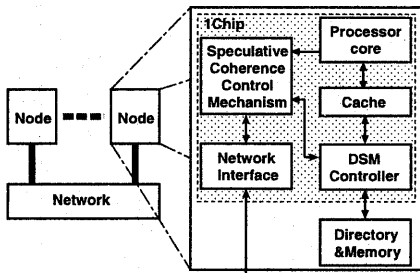 1Chip
Speculative
Coherence
Control
Mechanism
Processor
core
Cache
Network
Interface
DSM
Controller
Directory
&Memory
Node
Node
Network